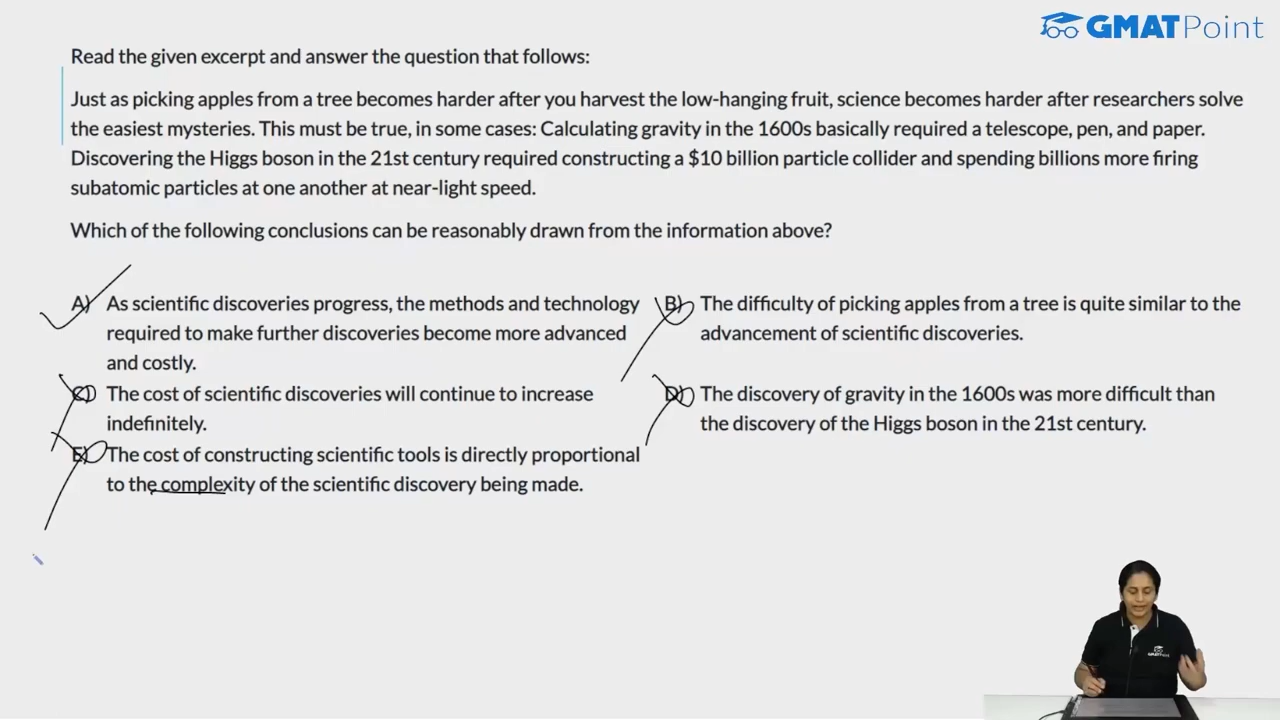 GMAT Point
Read the given excerpt and answer the question that follows:
Just as picking apples from a tree becomes harder after you harvest the low-hanging fruit, science becomes harder after researchers solve
the easiest mysteries. This must be true, in some cases: Calculating gravity in the 1600s basically required a telescope, pen, and paper.
Discovering the Higgs boson in the 21st century required constructing a $10 billion particle collider and spending billions more firing
subatomic particles at one another at near-light speed.
Which of the following conclusions can be reasonably drawn from the information above?
A) As scientific discoveries progress, the methods and technology
required to make further discoveries become more advanced
and costly.
B) The difficulty of picking apples from a tree is quite similar to the
advancement of scientific discoveries.
C) The cost of scientific discoveries will continue to increase
indefinitely.
D) The discovery of gravity in the 1600s was more difficult than
the discovery of the Higgs boson in the 21st century.
E) The cost of constructing scientific tools is directly proportional
to the complexity of the scientific discovery being made.